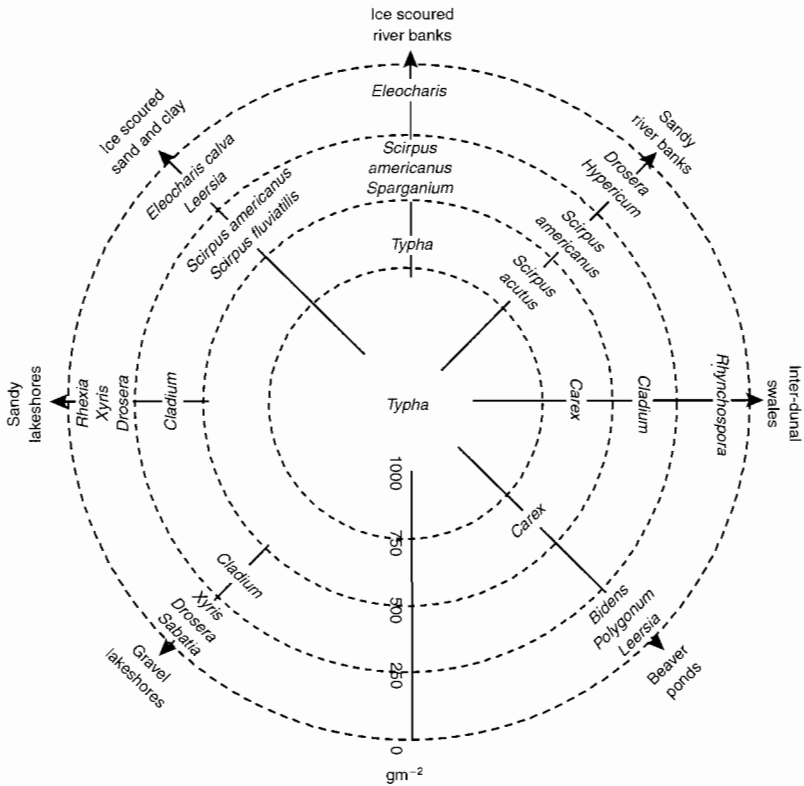 Ice scoured
river banks
Eleocharis
Scirpus
americanus
Sparganium
Typha
Sandy
river banks
Drosera
Hypericum
Scirpus
americanus
Scirpus
acutus
Inter-dunal
swales
Rhynchospora
Cladium
Carex
Beaver
ponds
Bidens
Polygonum
Leersia
Carex
Gravel
lakeshores
Xyris
Drosera
Sabatia
Cladium
Sandy
lakeshores
Rhexia
Xyris
Drosera
Cladium
Ice scoured
sand and clay
Eleocharis calva
Leersia
Scirpus americanus
Scirpus fluviatilis
Typha
1000
750
500
250
0
gm⁻²